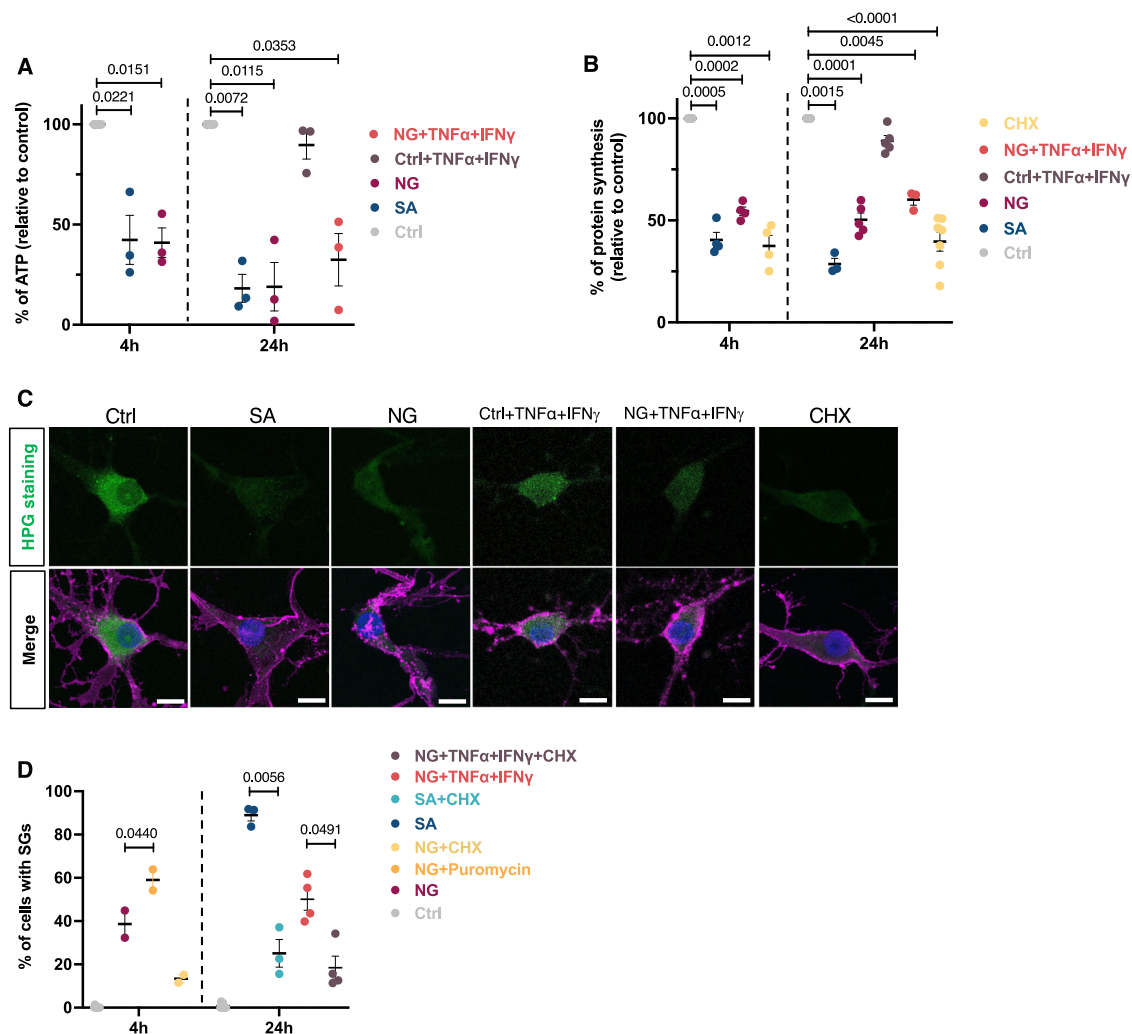 A
0.0353
0.0151
0.0115
0.0221
0.0072
% of ATP (relative to control)
100
50
0
4h
24h
NG+TNFα+IFNγ
Ctrl+TNFα+IFNγ
NG
SA
Ctrl
B
<0.0001
0.0012
0.0045
0.0002
0.0001
0.0005
0.0015
% of protein synthesis
(relative to control)
100
50
0
4h
24h
CHX
NG+TNFα+IFNγ
Ctrl+TNFα+IFNγ
NG
SA
Ctrl
C
Ctrl
SA
NG
Ctrl+TNFα+IFNγ
NG+TNFα+IFNγ
CHX
HPG staining
Merge
D
0.0056
0.0440
0.0491
% of cells with SGs
100
80
60
40
20
0
4h
24h
NG+TNFα+IFNγ+CHX
NG+TNFα+IFNγ
SA+CHX
SA
NG+CHX
NG+Puromycin
NG
Ctrl